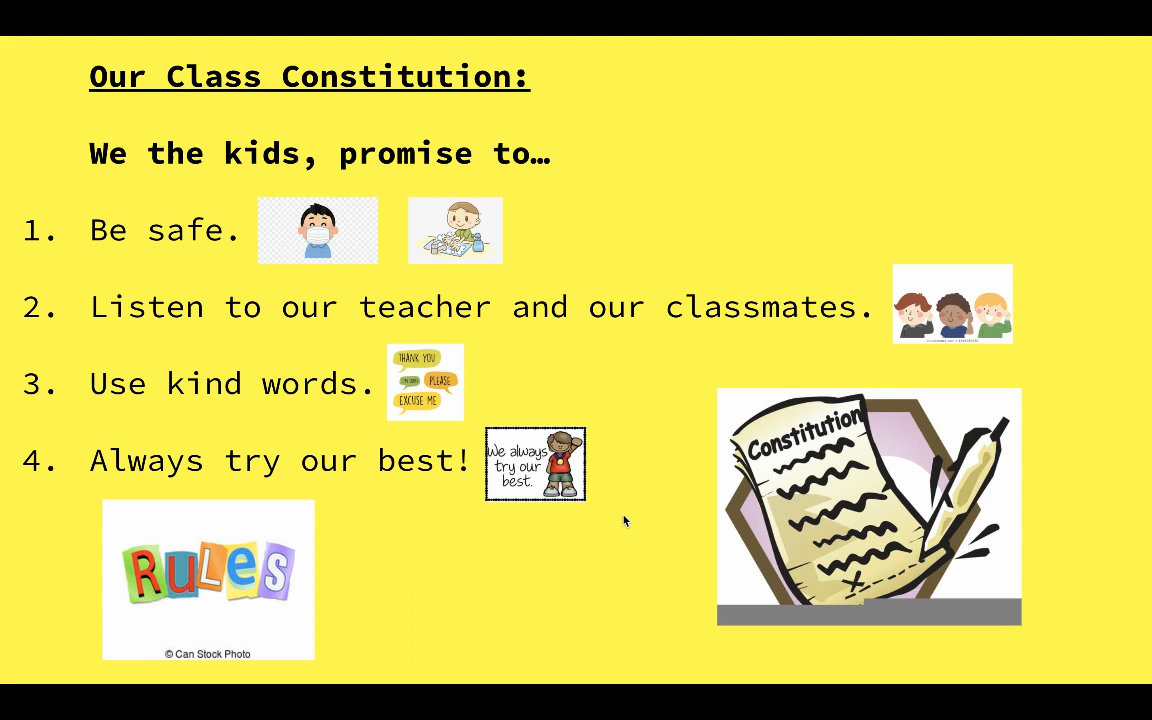 Our Class Constitution:
We the kids, promise to…
1. Be safe.
2. Listen to our teacher and our classmates.
3. Use kind words.
THANK YOU
PLEASE
EXCUSE ME
4. Always try our best!
We always
try our
best.
Constitution
X
RULeS
© Can Stock Photo